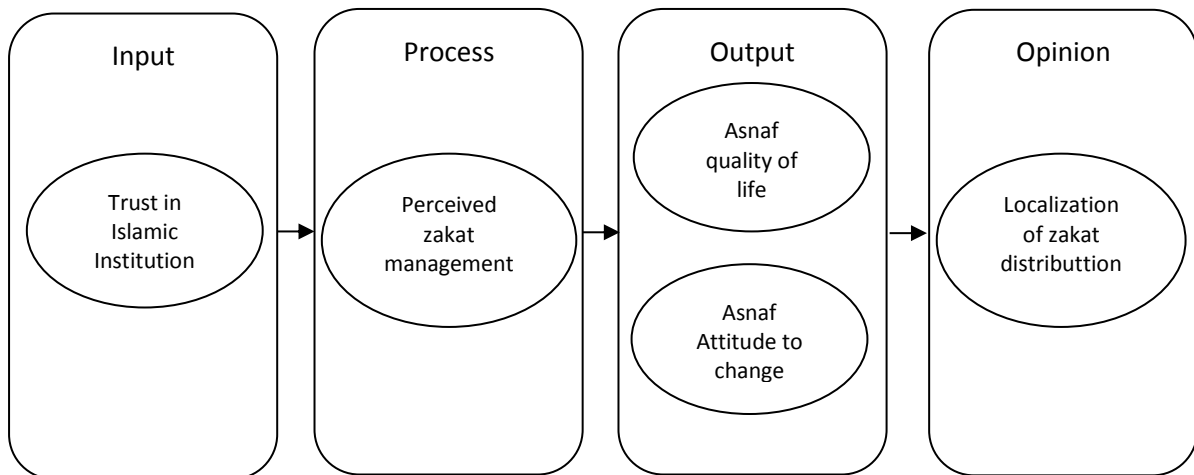 Input
Trust in
Islamic
Institution
Process
Perceived
zakat
management
Output
Asnaf
quality of
life
Asnaf
Attitude to
change
Opinion
Localization
of zakat
distributtion